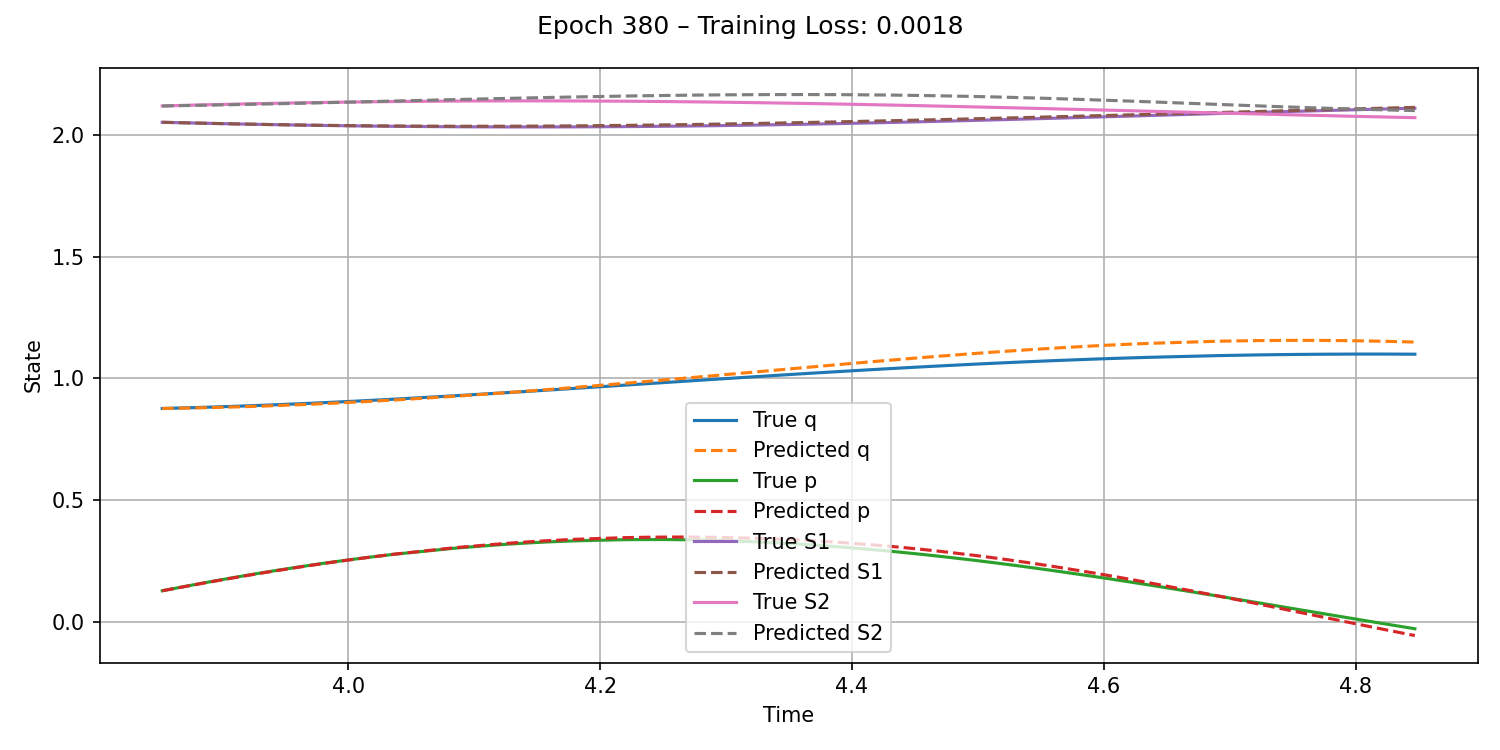 Epoch 380 – Training Loss: 0.0018
2.0
1.5
1.0
0.5
0.0
State
True q
Predicted q
True p
Predicted p
True S1
Predicted S1
True S2
Predicted S2
4.0 4.2 4.4 4.6 4.8
Time